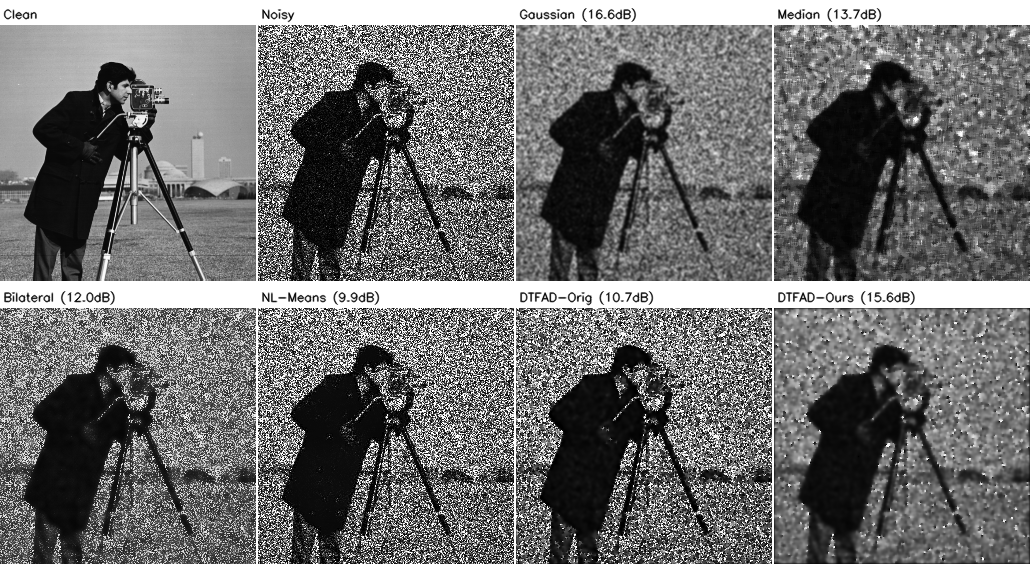 Clean
Noisy
Gaussian (16.6dB)
Median (13.7dB)
Bilateral (12.0dB)
NL-Means (9.9dB)
DTFAD-Orig (10.7dB)
DTFAD-Ours (15.6dB)